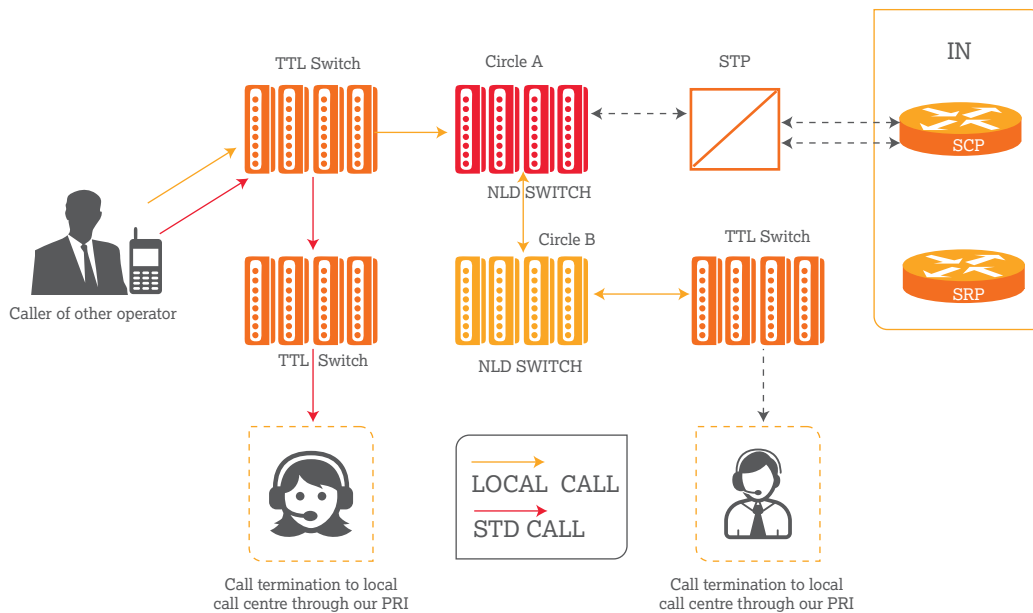 TTL Switch
Circle A
STP
IN
SCP
NLD SWITCH
Circle B
TTL Switch
SRP
Caller of other operator
TTL Switch
NLD SWITCH
LOCAL CALL
STD CALL
Call termination to local
call centre through our PRI
Call termination to local
call centre through our PRI